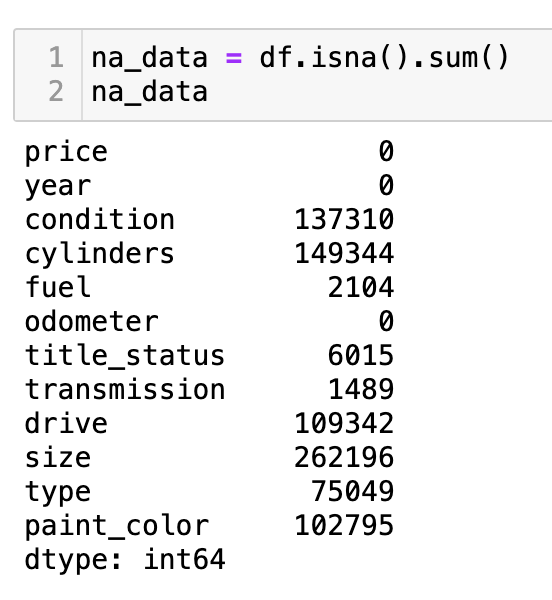 1 na_data = df.isna().sum()
2 na_data
price 0
year 0
condition 137310
cylinders 149344
fuel 2104
odometer 0
title_status 6015
transmission 1489
drive 109342
size 262196
type 75049
paint_color 102795
dtype: int64